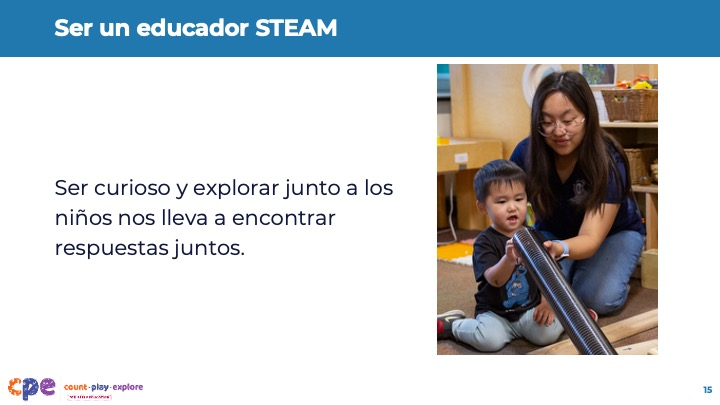 Ser un educador STEAM
Ser curioso y explorar junto a los
niños nos lleva a encontrar
respuestas juntos.
cpe count·play·explore
15